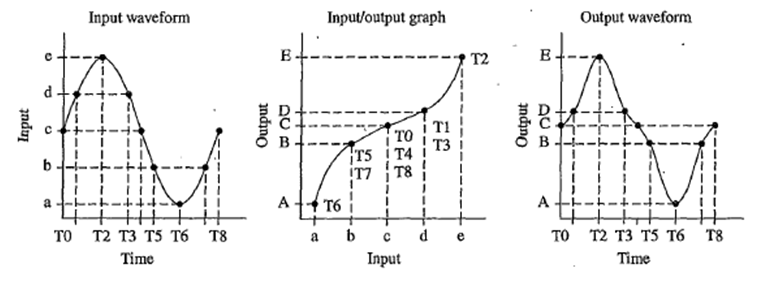 Input waveform
e
d
c
b
a
Input
T0 T2 T3 T5 T6 T8
Time
Input/output graph
E
D
C
B
A
Output
T2
T1
T3
T0
T4
T8
T5
T7
T6
a b c d e
Input
Output waveform
E
D
C
B
A
Output
T0 T2 T3 T5 T6 T8
Time